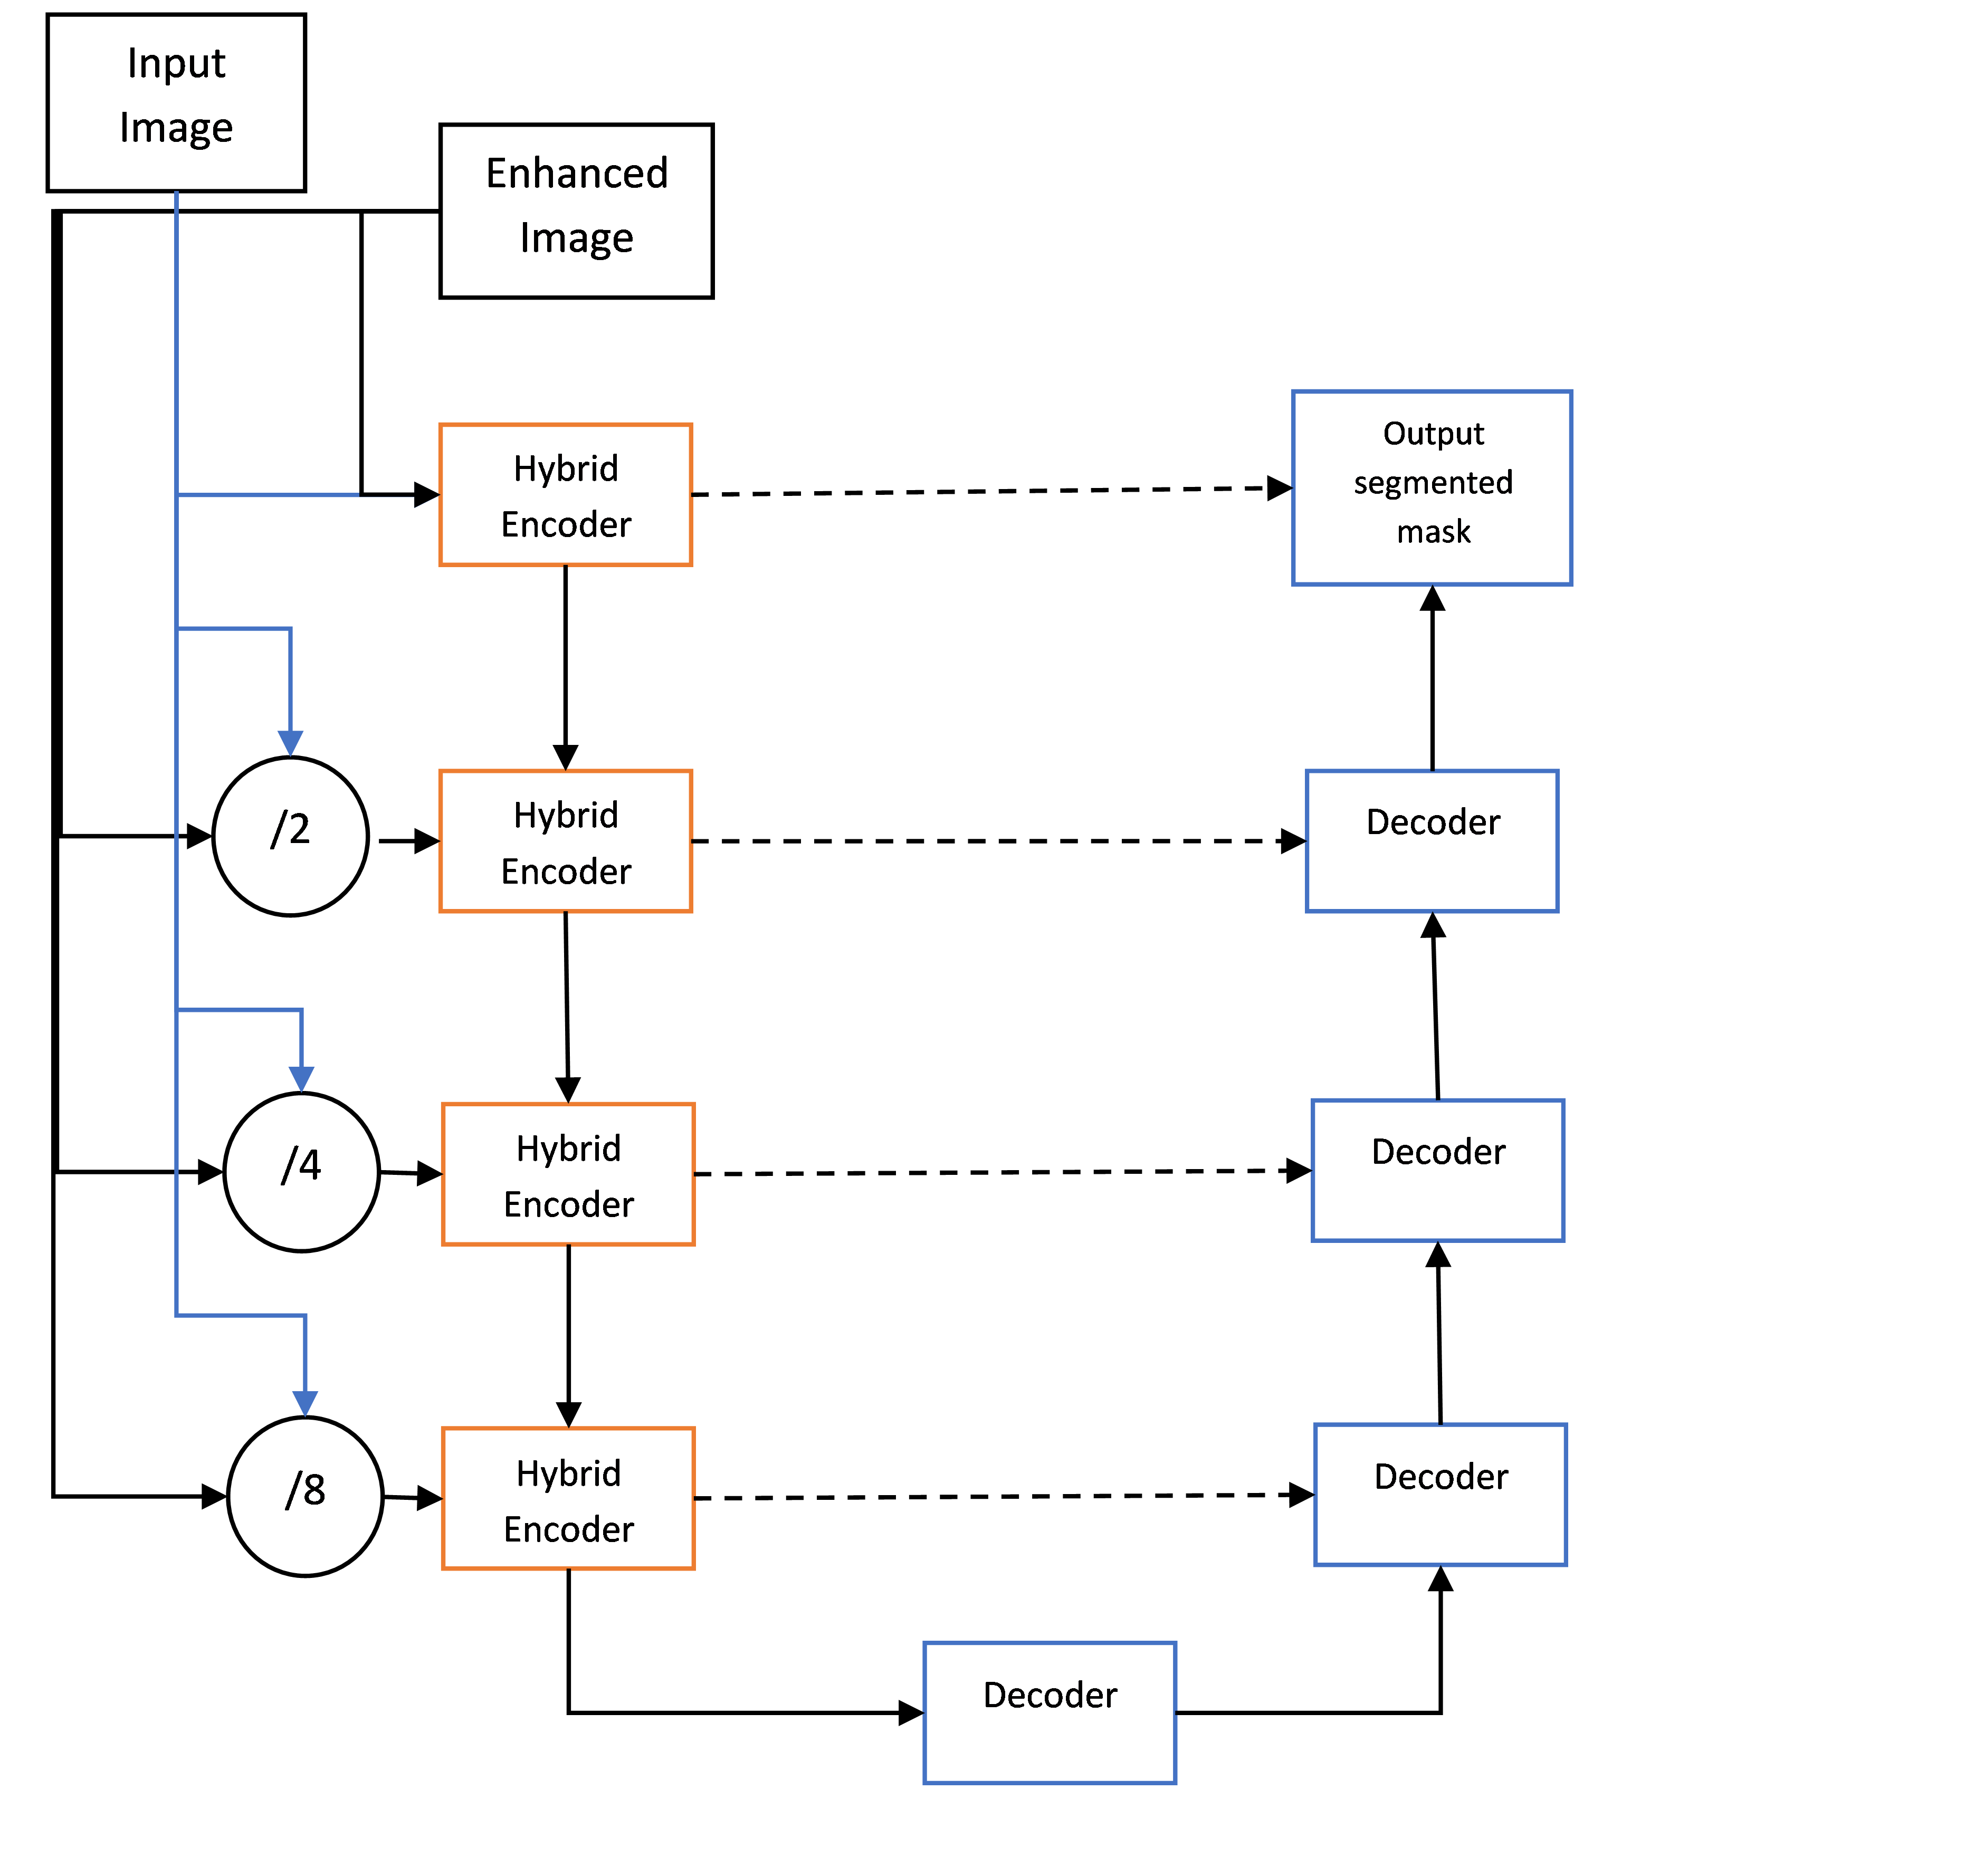 Input
Image
Enhanced
Image
Hybrid
Encoder
Output
segmented
mask
/2
Hybrid
Encoder
Decoder
/4
Hybrid
Encoder
Decoder
/8
Hybrid
Encoder
Decoder
Decoder